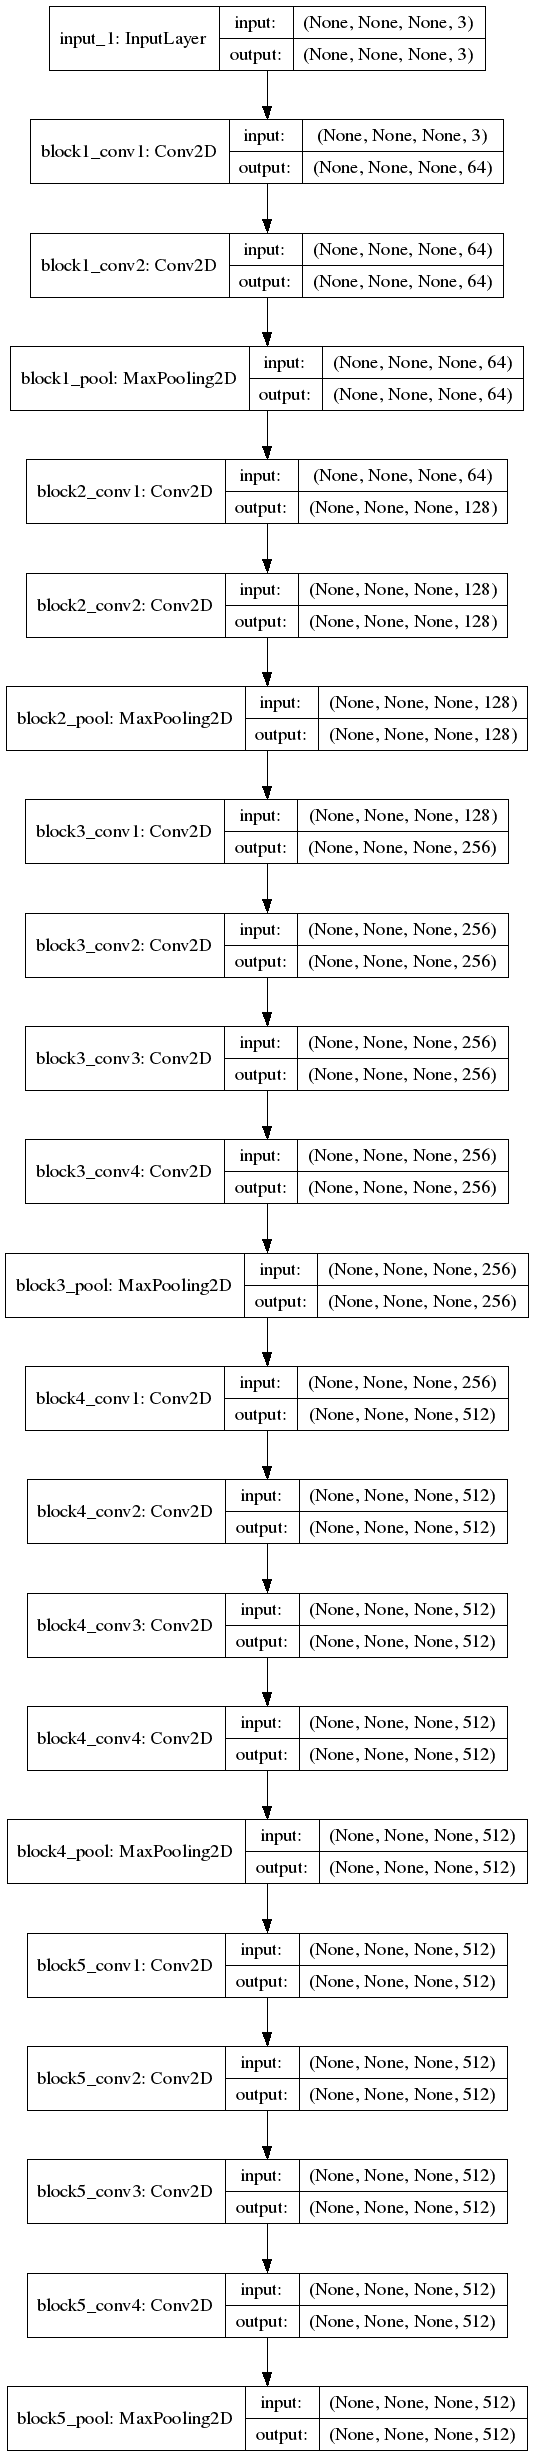 input_1: InputLayer
input: (None, None, None, 3)
output: (None, None, None, 3)
block1_conv1: Conv2D
input: (None, None, None, 3)
output: (None, None, None, 64)
block1_conv2: Conv2D
input: (None, None, None, 64)
output: (None, None, None, 64)
block1_pool: MaxPooling2D
input: (None, None, None, 64)
output: (None, None, None, 64)
block2_conv1: Conv2D
input: (None, None, None, 64)
output: (None, None, None, 128)
block2_conv2: Conv2D
input: (None, None, None, 128)
output: (None, None, None, 128)
block2_pool: MaxPooling2D
input: (None, None, None, 128)
output: (None, None, None, 128)
block3_conv1: Conv2D
input: (None, None, None, 128)
output: (None, None, None, 256)
block3_conv2: Conv2D
input: (None, None, None, 256)
output: (None, None, None, 256)
block3_conv3: Conv2D
input: (None, None, None, 256)
output: (None, None, None, 256)
block3_conv4: Conv2D
input: (None, None, None, 256)
output: (None, None, None, 256)
block3_pool: MaxPooling2D
input: (None, None, None, 256)
output: (None, None, None, 256)
block4_conv1: Conv2D
input: (None, None, None, 256)
output: (None, None, None, 512)
block4_conv2: Conv2D
input: (None, None, None, 512)
output: (None, None, None, 512)
block4_conv3: Conv2D
input: (None, None, None, 512)
output: (None, None, None, 512)
block4_conv4: Conv2D
input: (None, None, None, 512)
output: (None, None, None, 512)
block4_pool: MaxPooling2D
input: (None, None, None, 512)
output: (None, None, None, 512)
block5_conv1: Conv2D
input: (None, None, None, 512)
output: (None, None, None, 512)
block5_conv2: Conv2D
input: (None, None, None, 512)
output: (None, None, None, 512)
block5_conv3: Conv2D
input: (None, None, None, 512)
output: (None, None, None, 512)
block5_conv4: Conv2D
input: (None, None, None, 512)
output: (None, None, None, 512)
block5_pool: MaxPooling2D
input: (None, None, None, 512)
output: (None, None, None, 512)